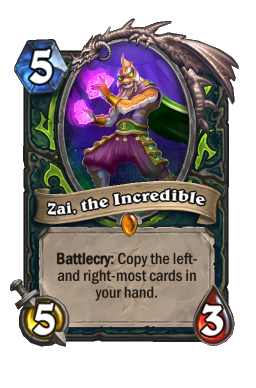 5
Zai, the Incredible
Battlecry: Copy the left-
and right-most cards in
your hand.
5
3